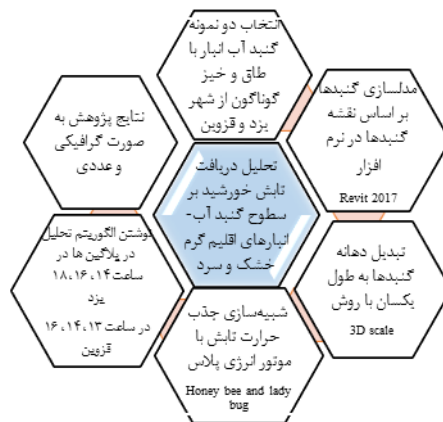 انتخاب دو نمونه
گنبد آب انبار با
طاق و خیز
گوناگون از شهر
یزد و قزوین
مدلسازی گنبدها
بر اساس نقشه
گنبدها در نرم
افزار
Revit 2017
تبدیل دهانه
گنبدها به طول
یکسان با روش
3D scale
شبیه‌سازی جذب
حرارت تابش با
موتور انرژی پلاس
Honey bee and lady
bug
نوشتن الگوریتم تحلیل
در پلاگین ها در
ساعت ۱۴، ۱۶، ۱۸
یزد
در ساعت ۱۳، ۱۴، ۱۶
قزوین
نتایج پژوهش به
صورت گرافیکی
و عددی
تحلیل دریافت
تابش خورشید بر
سطوح گنبد آب-
انبارهای اقلیم گرم
خشک و سرد